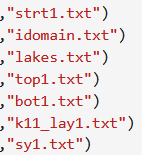 ,"strt1.txt")
,"idomain.txt")
,"lakes.txt")
,"top1.txt")
,"bot1.txt")
,"k11_lay1.txt")
,"sy1.txt")